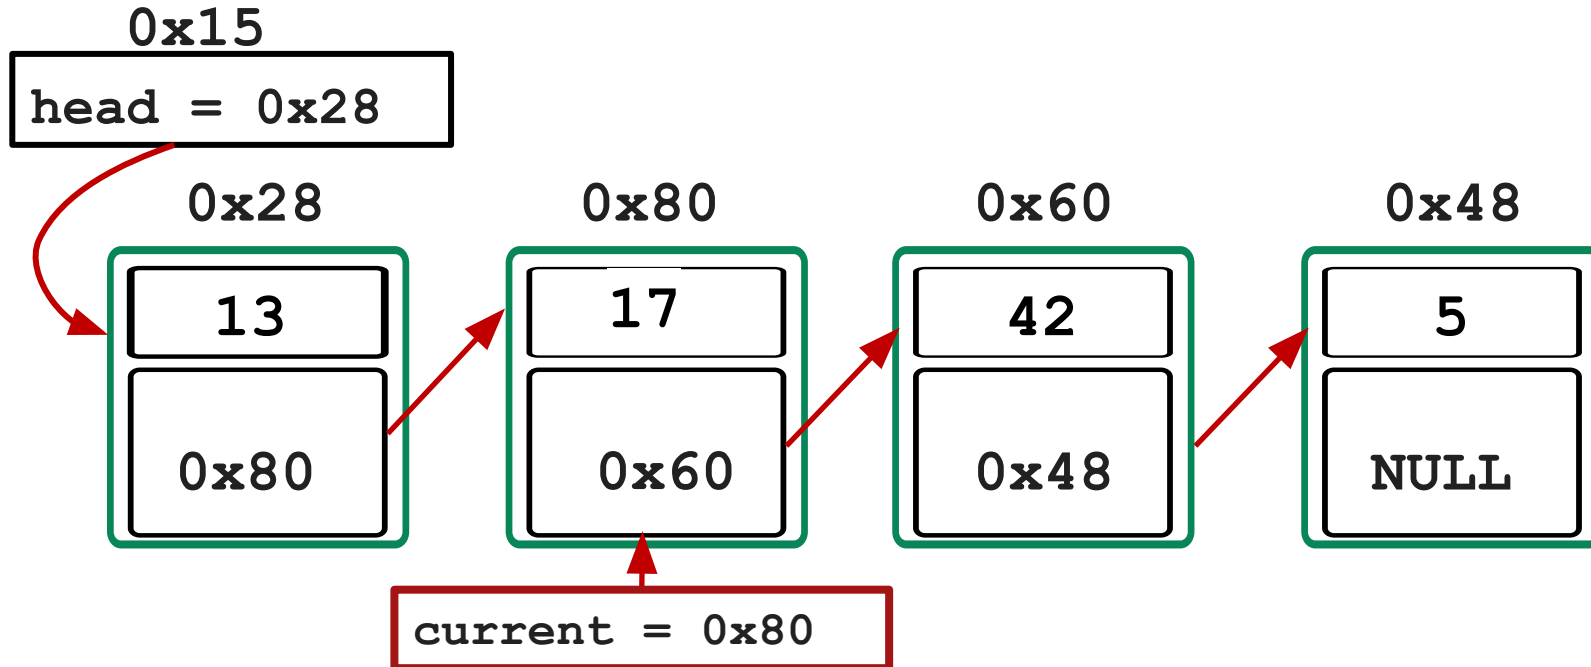 0x15
head = 0x28
0x28 0x80 0x60 0x48
13 17 42 5
0x80 0x60 0x48 NULL
current = 0x80